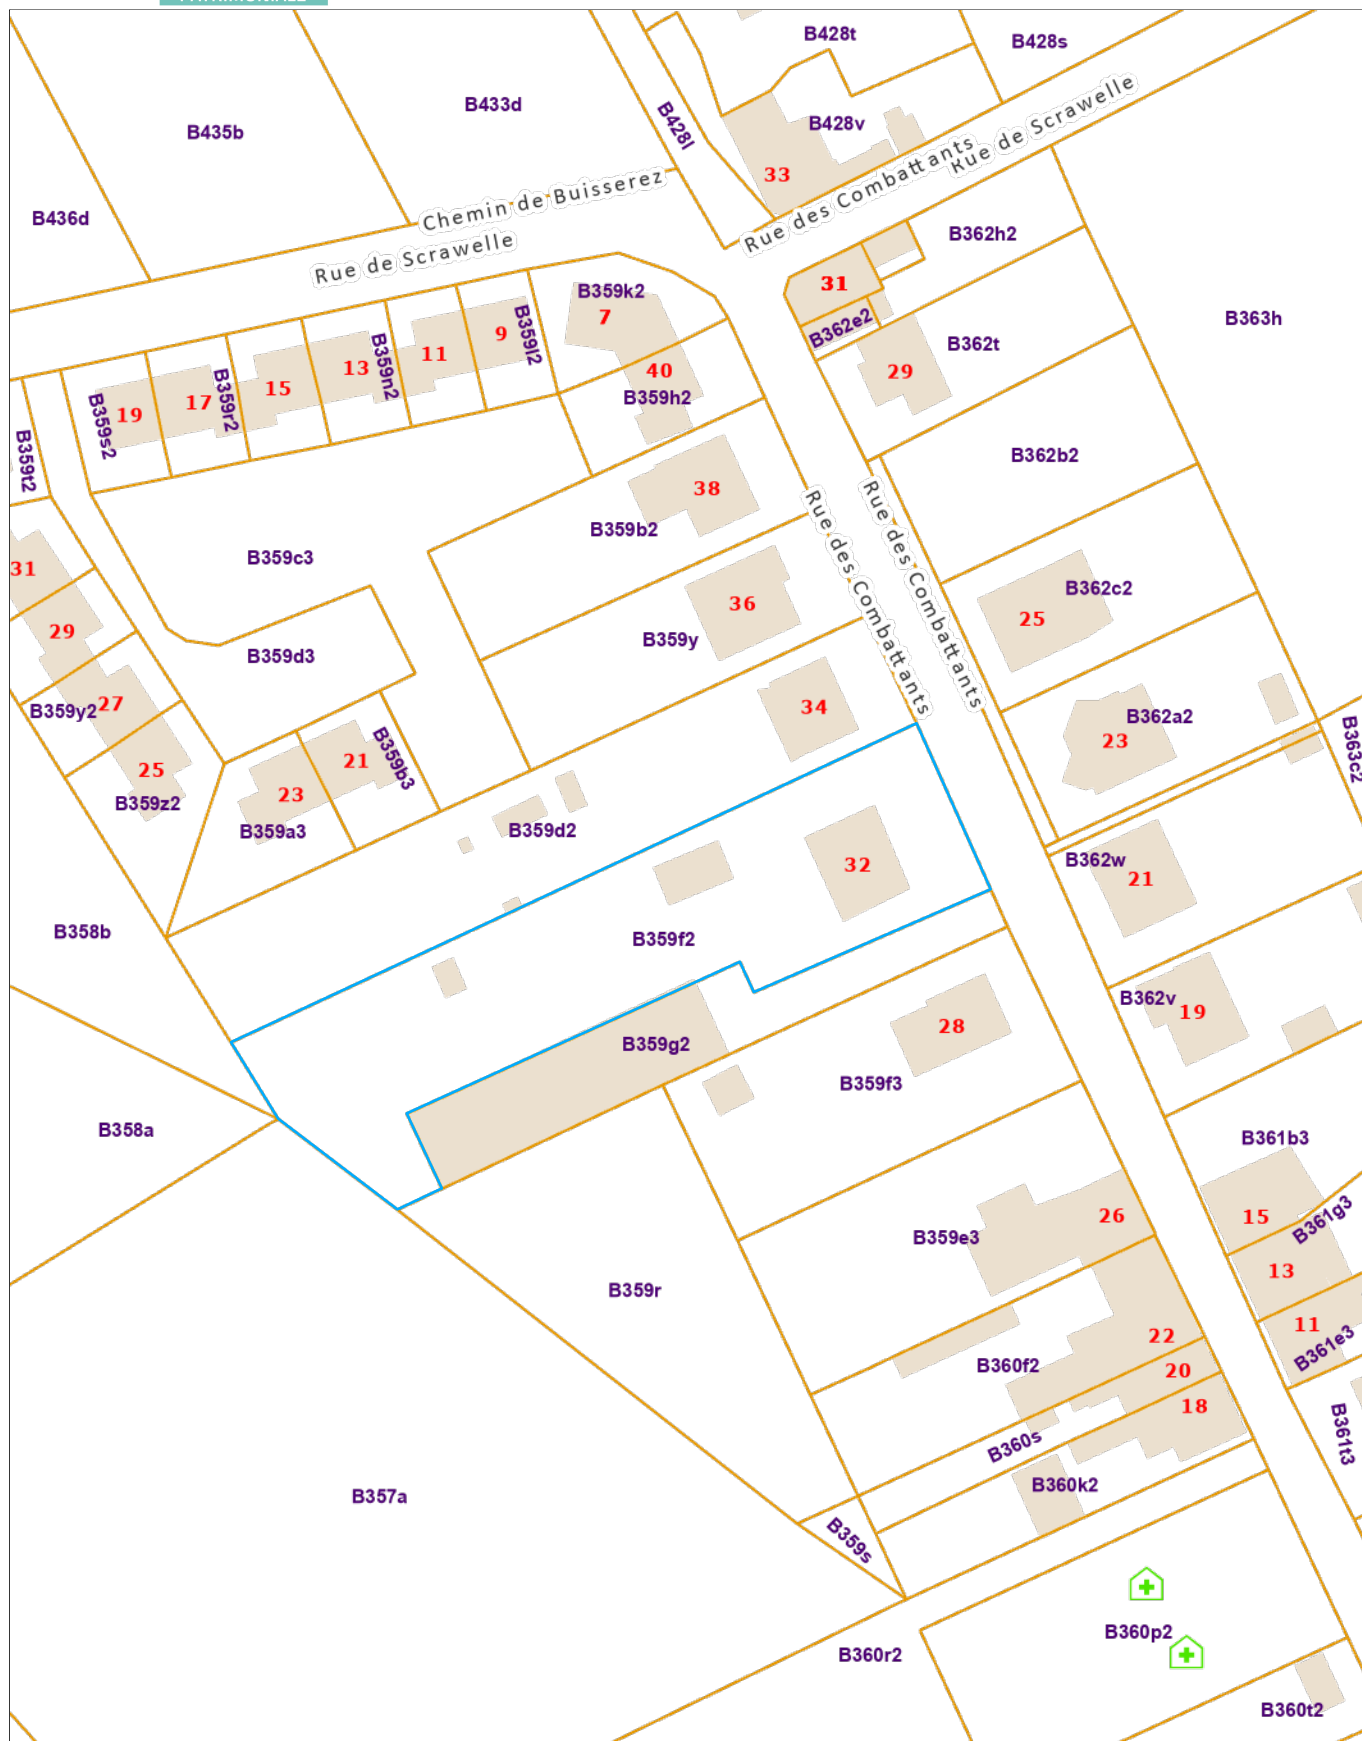 B428t
B428s
B433d
B435b
B428l
B428v
33
Rue de Scrawelle
Rue des Combattants
Chemin de Buisserez
B436d
Rue de Scrawelle
B362h2
31
B359k2
7
B362e2
B363h
B362t
29
9
B359l2
11
13
B359n2
40
B359h2
15
17
B359r2
19
B359s2
B359t2
B362b2
38
B359b2
Rue des Combattants
Rue des Combattants
B359c3
31
29
B362c2
25
36
B359y
B359d3
27
B359y2
34
B362a2
23
B363c2
25
B359z2
21
B359b3
23
B359a3
B359d2
B362w
21
32
B358b
B359f2
B362v
19
28
B359g2
B359f3
B358a
B361b3
15
B361g3
26
B359e3
13
B359r
11
B361e3
22
B360f2
20
18
B361t3
B360s
B360k2
B357a
B359s
B360p2
B360r2
B360t2